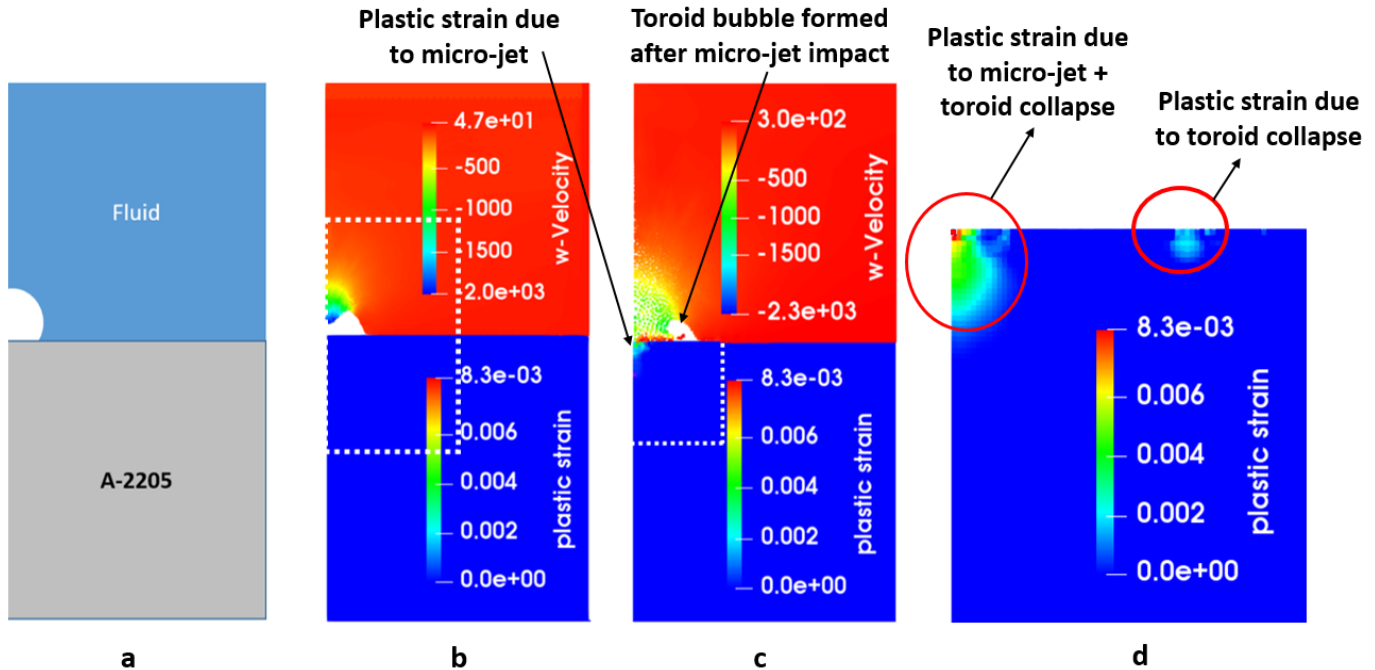 Plastic strain due
to micro-jet
Toroid bubble formed
after micro-jet impact
Plastic strain due
to micro-jet +
toroid collapse
Plastic strain due
to toroid collapse
Fluid
A-2205
a
4.7e+01
-500
-1000
1500
-2.0e+03
w-Velocity
8.3e-03
0.006
0.004
0.002
0.0e+00
plastic strain
b
3.0e+02
-500
-1000
-1500
-2.3e+03
w-Velocity
8.3e-03
0.006
0.004
0.002
0.0e+00
plastic strain
c
8.3e-03
0.006
0.004
0.002
0.0e+00
plastic strain
d